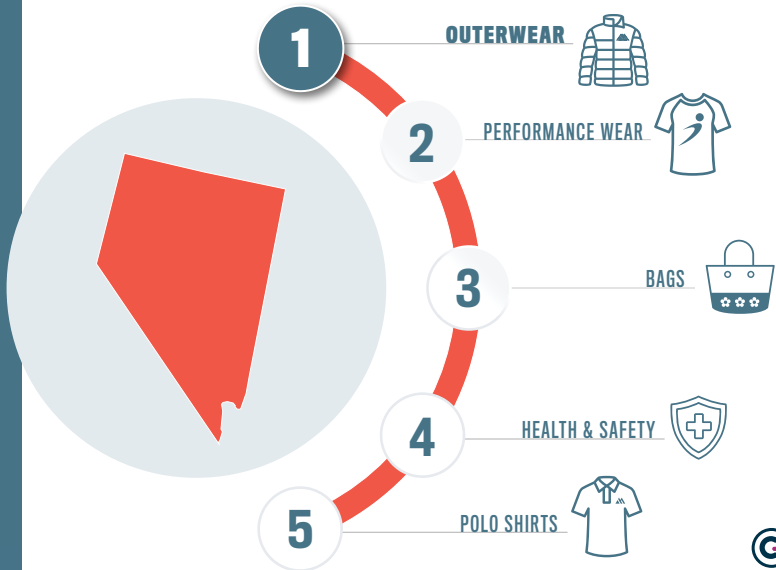 1
OUTERWEAR
2
PERFORMANCE WEAR
3
BAGS
4
HEALTH & SAFETY
5
POLO SHIRTS